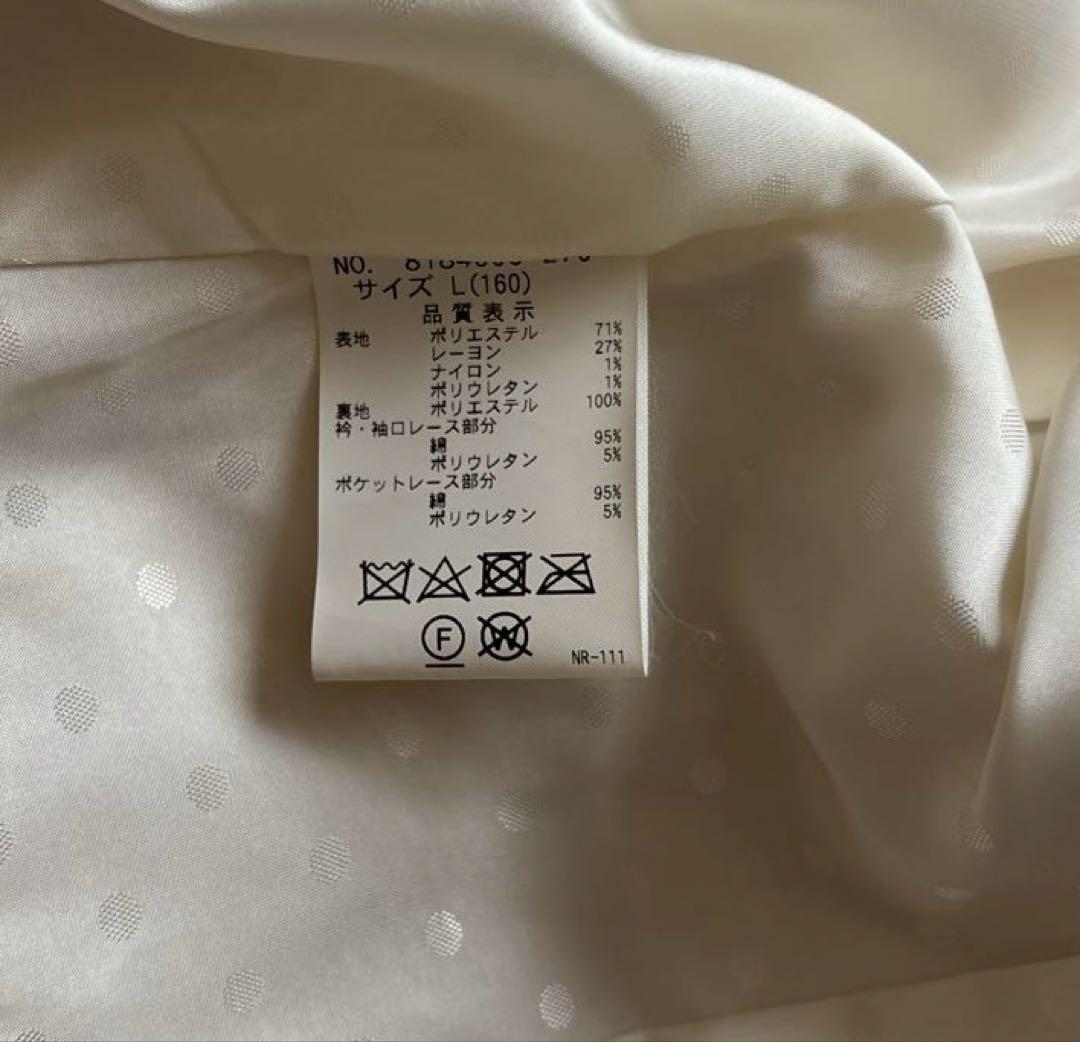 NO.
サイズ L(160)
品質表示
表地 ポリエステル 71%
レーヨン 27%
ナイロン 1%
ポリウレタン 1%
裏地 ポリエステル 100%
衿・袖口レース部分
綿 95%
ポリウレタン 5%
ポケットレース部分
綿 95%
ポリウレタン 5%
F W
NR-111